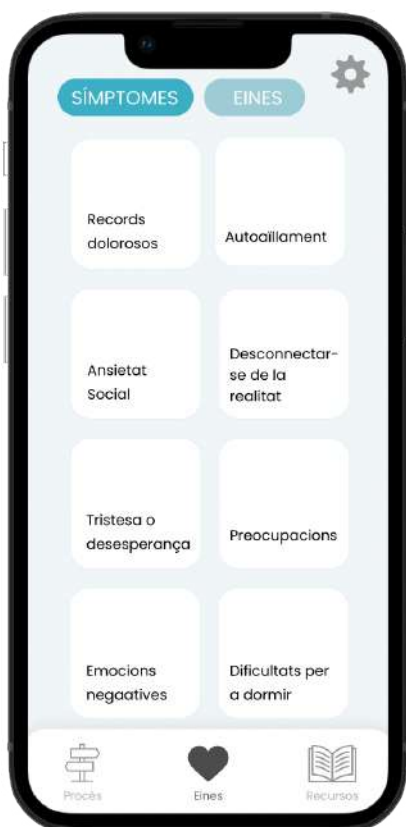 SÍMPTOMES
EINES
Records
dolorosos
Autoaïllament
Ansietat
Social
Desconnectar-
se de la
realitat
Tristesa o
desesperança
Preocupacions
Emocions
negaatives
Dificultats per
a dormir
Procés
Eines
Recursos